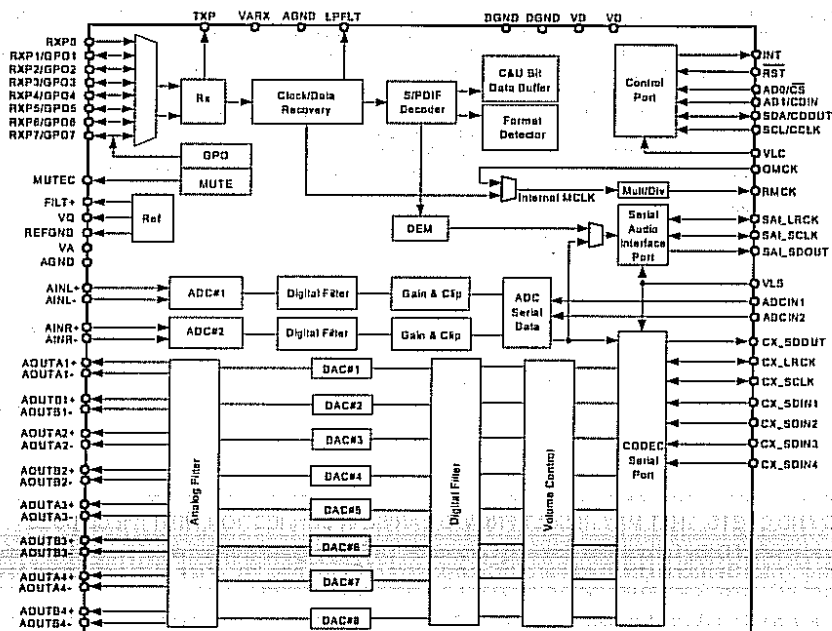 TXP VARX AGND LPFLT DGND DGND VD VD
RXP0
RXP1/GPO1
RXP2/GPO2
RXP3/GPO3
RXP4/GPO4
RXP5/GPO5
RXP6/GPO6
RXP7/GPO7
Rx
Clock/Data
Recovery
S/PDIF
Decoder
C&U Bit
Data Buffer
Format
Detector
Control
Port
INT
RST
AD0/CS
AD1/CDIN
SDA/CDOUT
SCL/CCLK
VLC
OMCK
RMCK
GPO
MUTE
MUTEC
Internal MCLK
Mult/Div
FILT+
VQ
REFGND
VA
AGND
Ref
DEM
Serial
Audio
Interface
Port
SAI_LRCK
SAI_SCLK
SAI_SDOUT
VLS
ADCIN1
ADCIN2
AINL+
AINL-
ADC#1
Digital Filter
Gain & Clip
ADC
Serial
Data
AINR+
AINR-
ADC#2
Digital Filter
Gain & Clip
CX_SDOUT
CX_LRCK
CX_SCLK
CX_SDIN1
CX_SDIN2
CX_SDIN3
CX_SDIN4
AOUTA1+
AOUTA1-
AOUTB1+
AOUTB1-
AOUTA2+
AOUTA2-
AOUTB2+
AOUTB2-
AOUTA3+
AOUTA3-
AOUTB3+
AOUTB3-
AOUTA4+
AOUTA4-
AOUTB4+
AOUTB4-
Analog Filter
DAC#1
DAC#2
DAC#3
DAC#4
DAC#5
DAC#6
DAC#7
DAC#8
Digital Filter
Volume Control
CODEC
Serial
Port